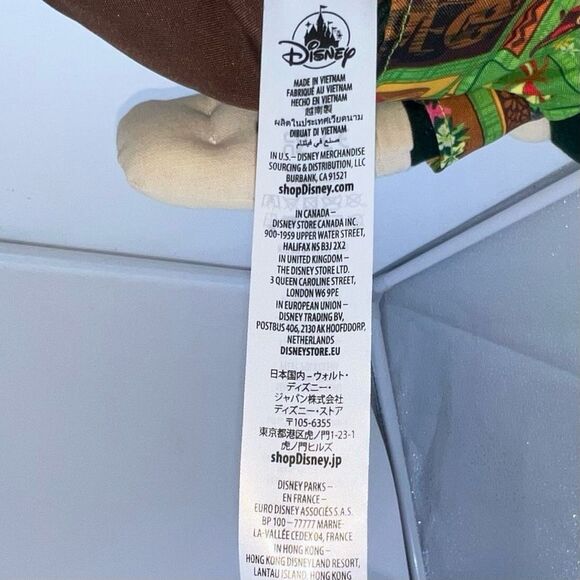 Disney
MADE IN VIETNAM
FABRIQUÉ AU VIETNAM
HECHO EN VIETNAM
越南製
ผลิตในประเทศเวียดนาม
DIBUAT DI VIETNAM
صنع في فيتنام
IN U.S. – DISNEY MERCHANDISE
SOURCING & DISTRIBUTION, LLC
BURBANK, CA 91521
shopDisney.com
IN CANADA –
DISNEY STORE CANADA INC.
900-1959 UPPER WATER STREET,
HALIFAX NS B3J 2X2
IN UNITED KINGDOM –
THE DISNEY STORE LTD.
3 QUEEN CAROLINE STREET,
LONDON W6 9PE
IN EUROPEAN UNION –
DISNEY TRADING BV,
POSTBUS 406, 2130 AK HOOFDDORP,
NETHERLANDS
DISNEYSTORE.EU
日本国内 – ウォルト・
ディズニー・
ジャパン株式会社
ディズニー・ストア
〒105-6355
東京都港区虎ノ門1-23-1
虎ノ門ヒルズ
shopDisney.jp
DISNEY PARKS –
EN FRANCE –
EURO DISNEY ASSOCIÉS S.A.S.
BP 100 – 77777 MARNE-
LA-VALLÉE CEDEX 04, FRANCE
IN HONG KONG –
HONG KONG DISNEYLAND RESORT,
LANTAU ISLAND, HONG KONG